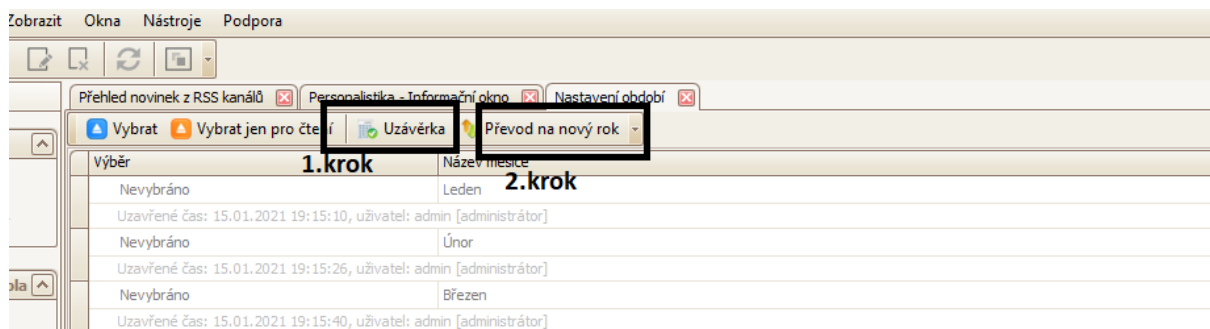 Zobrazit Okna Nástroje Podpora
Přehled novinek z RSS kanálů Personalistika - Informační okno Nastavení období
Vybrat Vybrat jen pro čtení Uzávěrka Převod na nový rok
1.krok
2.krok
Výběr Název měsíce
Nevybráno Leden
Uzavřené čas: 15.01.2021 19:15:10, uživatel: admin [administrátor]
Nevybráno Únor
Uzavřené čas: 15.01.2021 19:15:26, uživatel: admin [administrátor]
Nevybráno Březen
Uzavřené čas: 15.01.2021 19:15:40, uživatel: admin [administrátor]